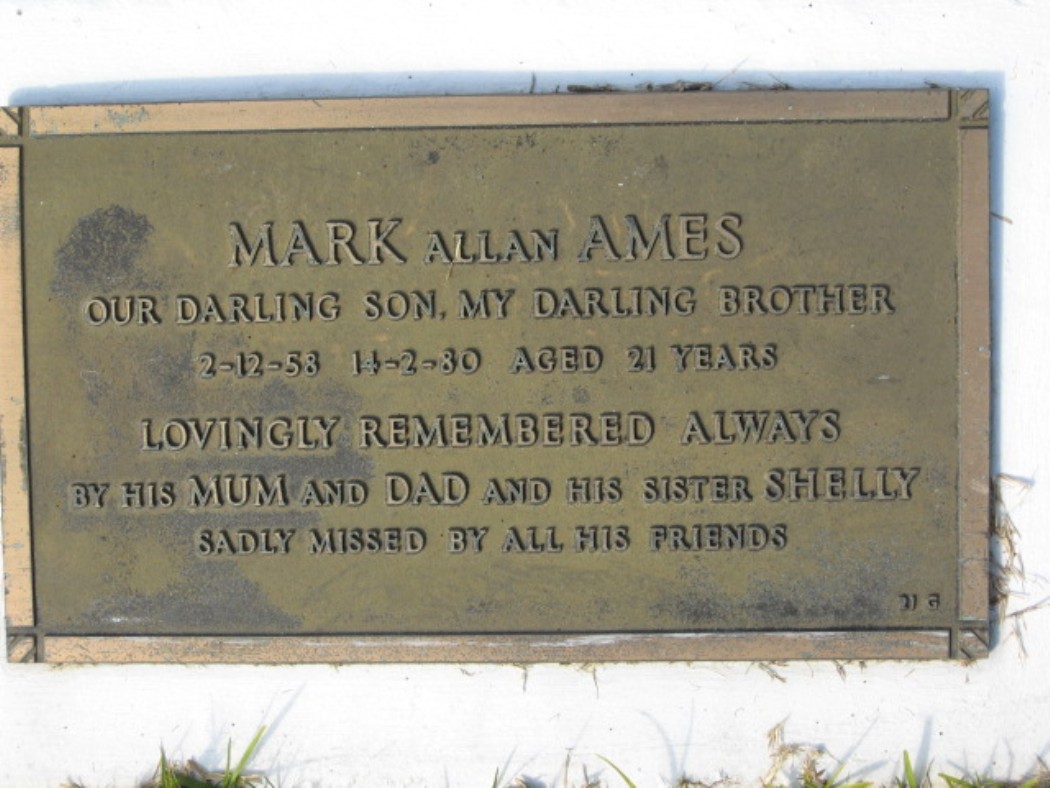 MARK ALLAN AMES
OUR DARLING SON, MY DARLING BROTHER
2-12-58 14-2-80 AGED 21 YEARS
LOVINGLY REMEMBERED ALWAYS
BY HIS MUM AND DAD AND HIS SISTER SHELLY
SADLY MISSED BY ALL HIS FRIENDS
21 G